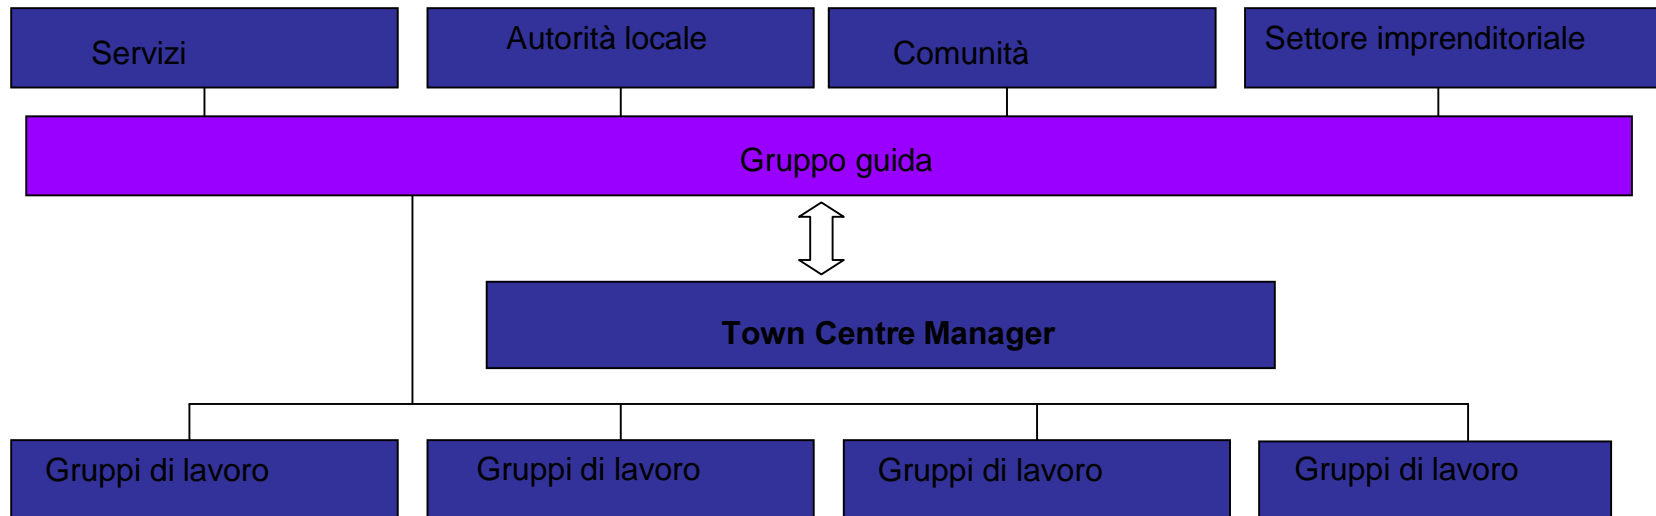 Servizi
Autorità locale
Comunità
Settore imprenditoriale
Gruppo guida
Town Centre Manager
Gruppi di lavoro
Gruppi di lavoro
Gruppi di lavoro
Gruppi di lavoro